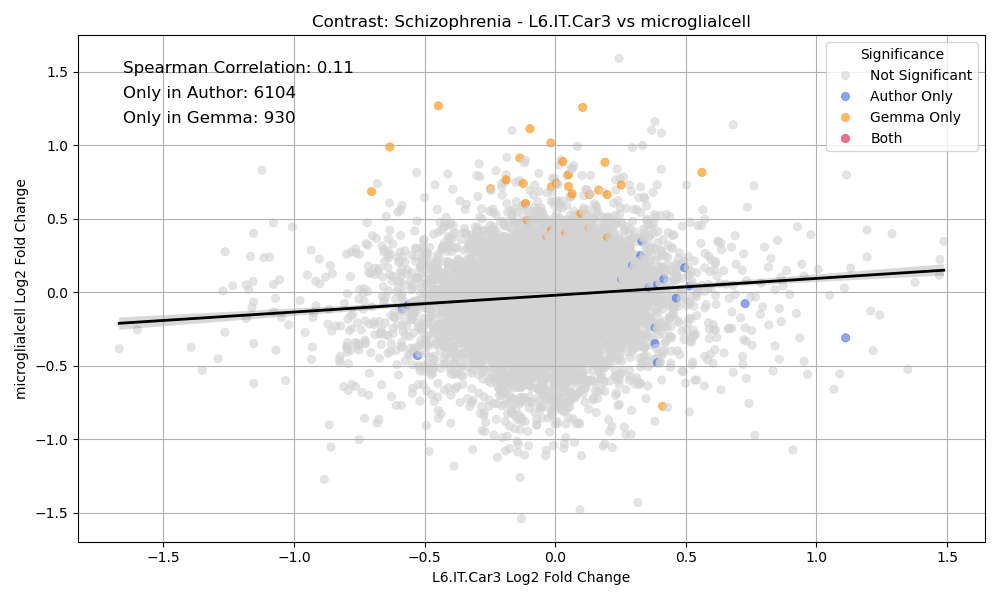 Contrast: Schizophrenia - L6.IT.Car3 vs microglialcell
Spearman Correlation: 0.11
Only in Author: 6104
Only in Gemma: 930
Significance
Not Significant
Author Only
Gemma Only
Both
microglialcell Log2 Fold Change
1.5
1.0
0.5
0.0
−0.5
−1.0
−1.5
−1.5
−1.0
−0.5
0.0
0.5
1.0
1.5
L6.IT.Car3 Log2 Fold Change